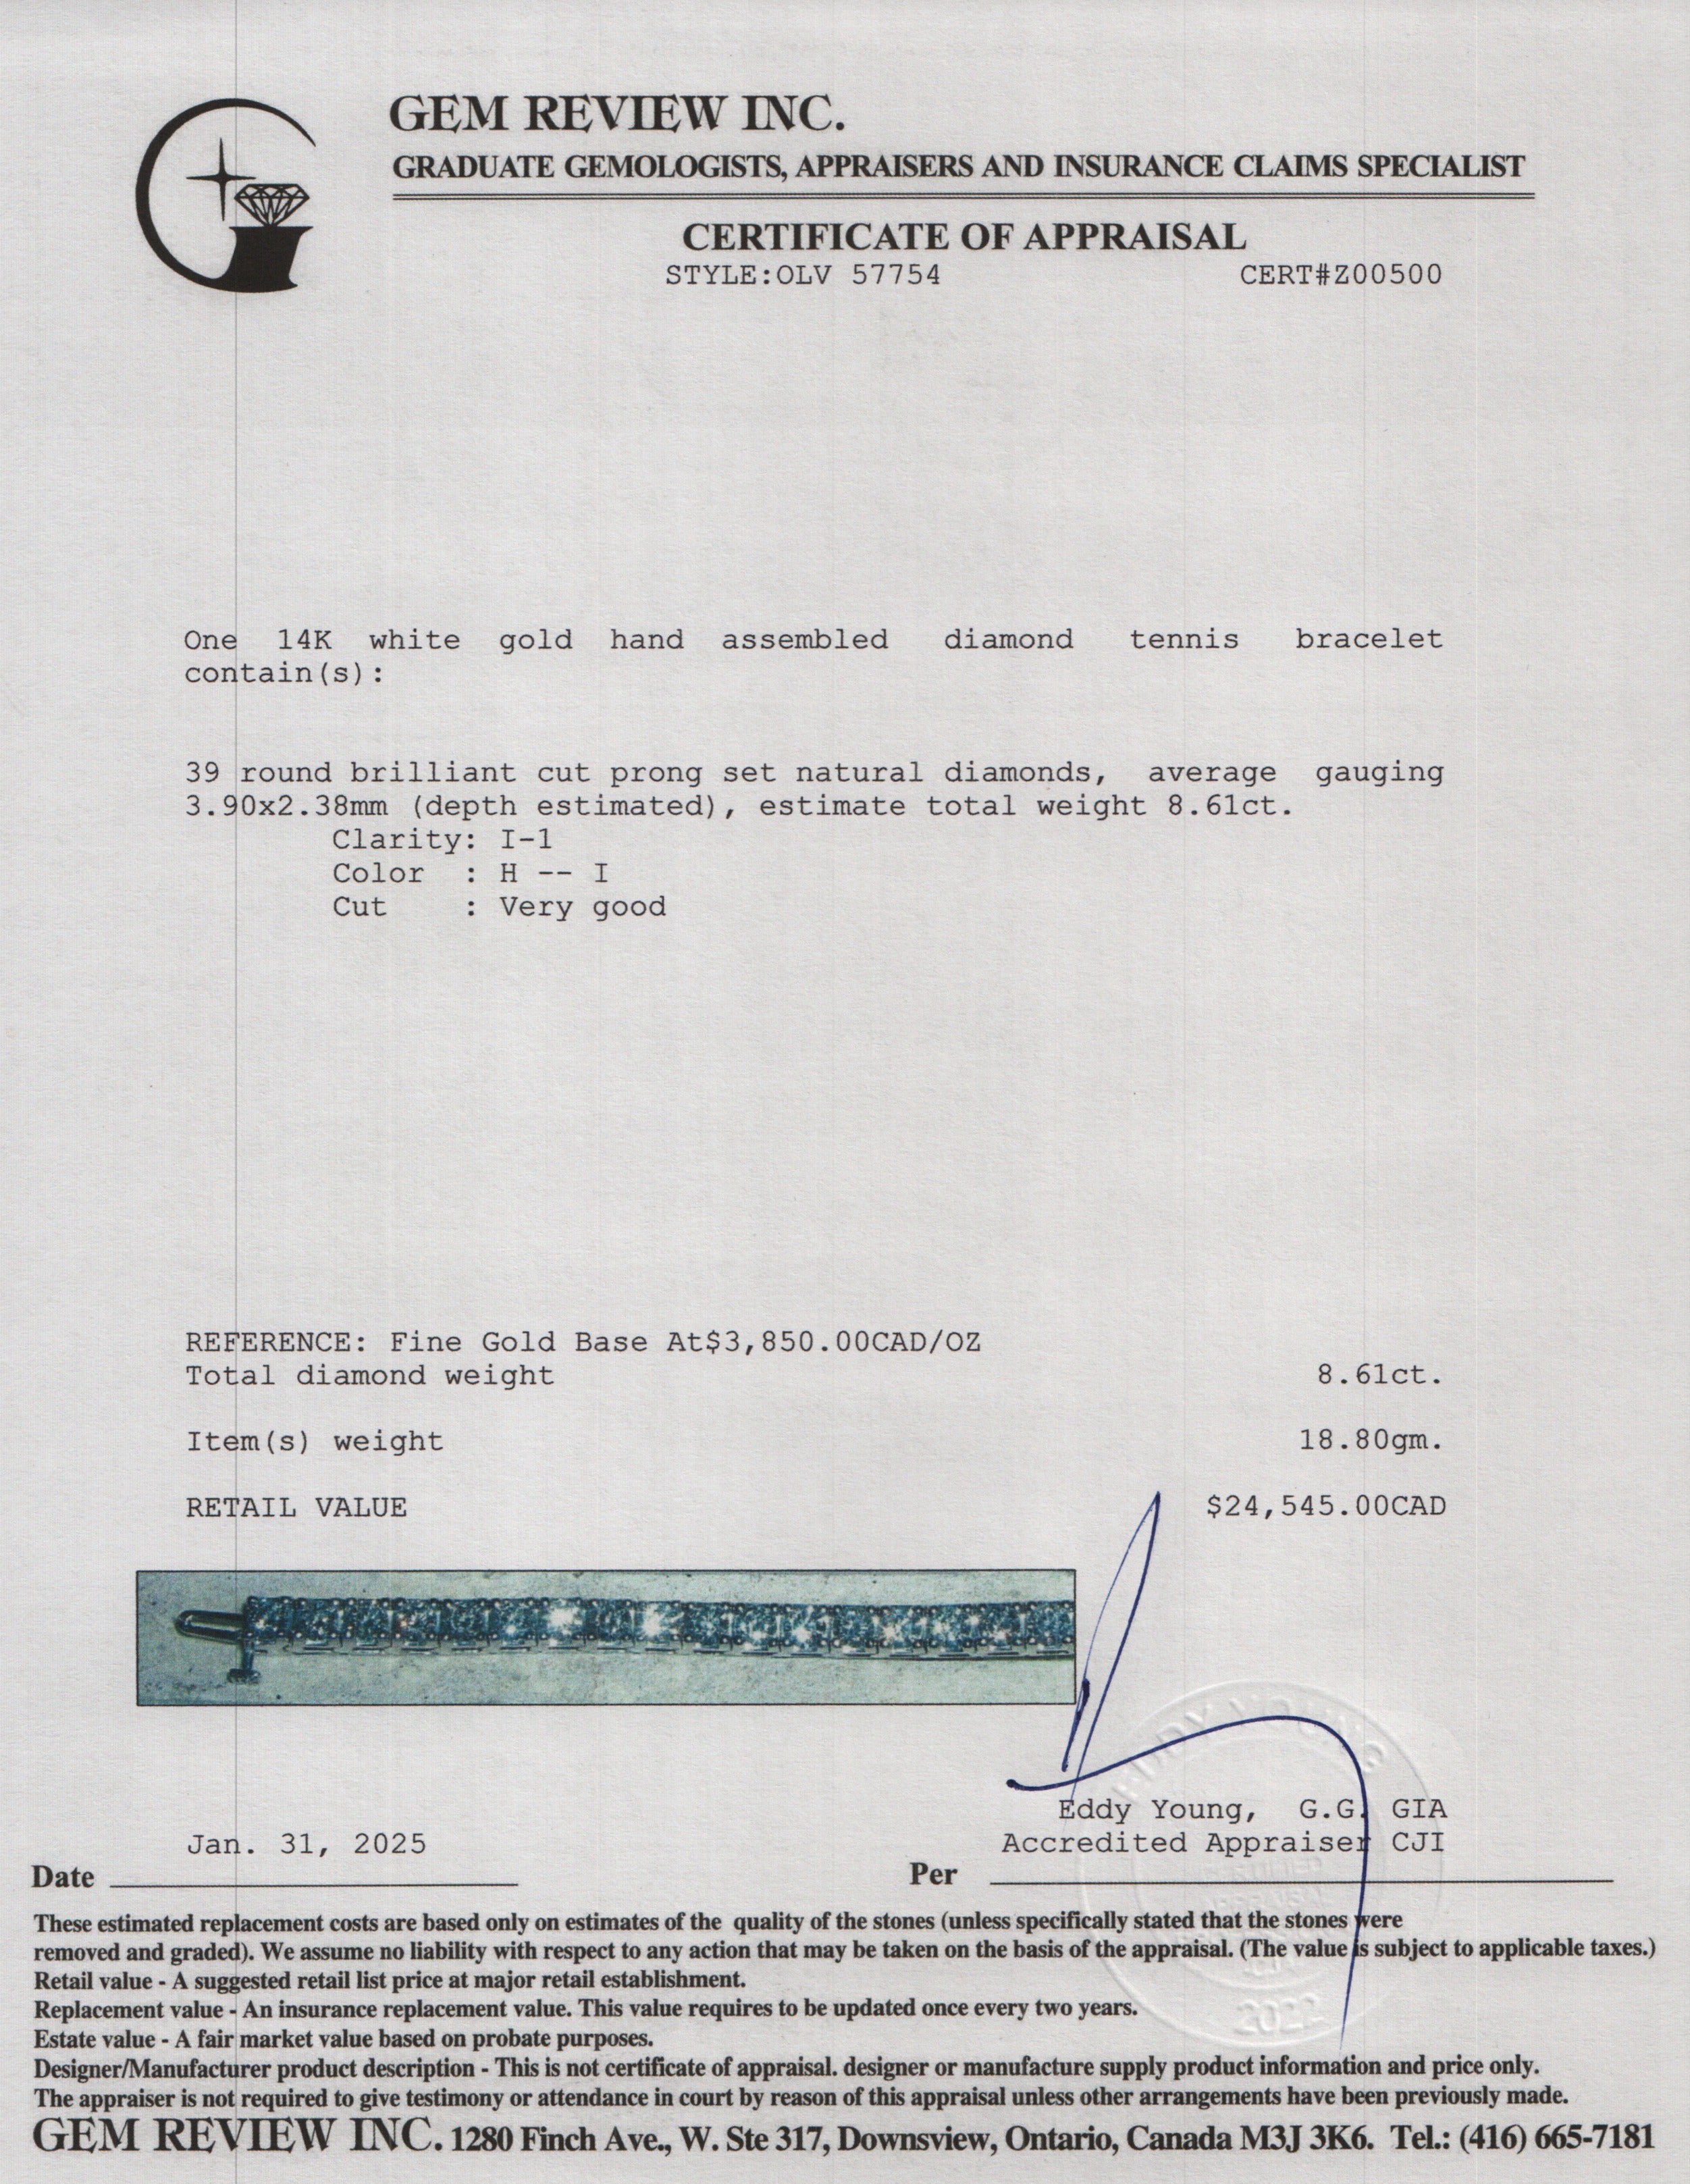 GEM REVIEW INC.
GRADUATE GEMOLOGISTS, APPRAISERS AND INSURANCE CLAIMS SPECIALIST
CERTIFICATE OF APPRAISAL
STYLE:OLV 57754 CERT#Z00500
One 14K white gold hand assembled diamond tennis bracelet
contain(s):
39 round brilliant cut prong set natural diamonds, average gauging
3.90x2.38mm (depth estimated), estimate total weight 8.61ct.
Clarity: I-1
Color : H -- I
Cut : Very good
REFERENCE: Fine Gold Base At$3,850.00CAD/OZ
Total diamond weight 8.61ct.
Item(s) weight 18.80gm.
RETAIL VALUE $24,545.00CAD
Eddy Young, G.G. GIA
Jan. 31, 2025 Accredited Appraiser CJI
Date Per
These estimated replacement costs are based only on estimates of the quality of the stones (unless specifically stated that the stones were
removed and graded). We assume no liability with respect to any action that may be taken on the basis of the appraisal. (The value is subject to applicable taxes.)
Retail value - A suggested retail list price at major retail establishment.
Replacement value - An insurance replacement value. This value requires to be updated once every two years.
Estate value - A fair market value based on probate purposes.
Designer/Manufacturer product description - This is not certificate of appraisal. designer or manufacture supply product information and price only.
The appraiser is not required to give testimony or attendance in court by reason of this appraisal unless other arrangements have been previously made.
GEM REVIEW INC. 1280 Finch Ave., W. Ste 317, Downsview, Ontario, Canada M3J 3K6. Tel.: (416) 665-7181
2022